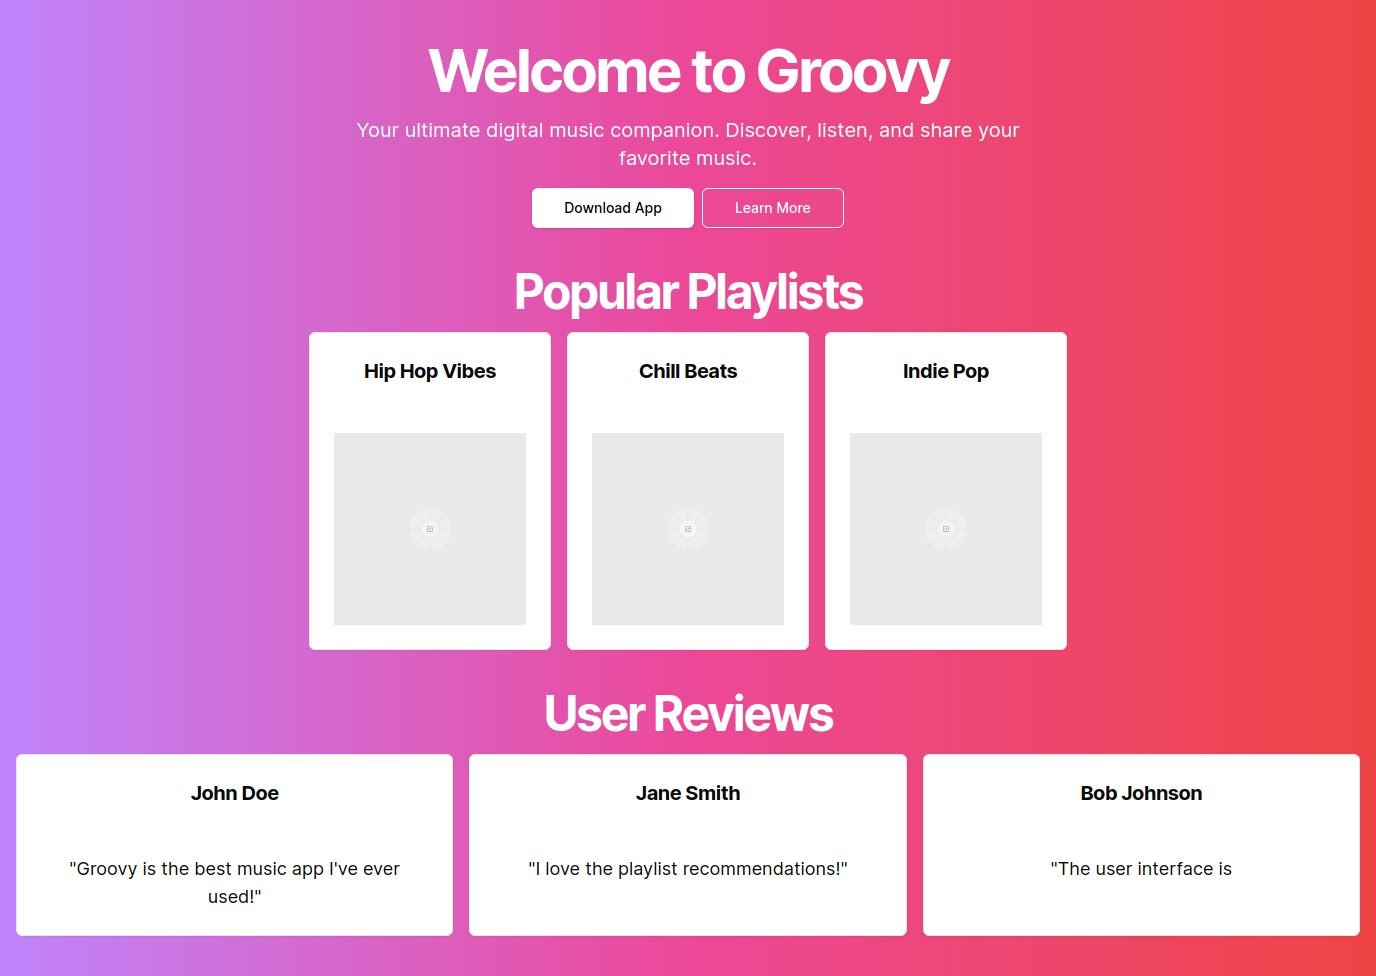 Welcome to Groovy
Your ultimate digital music companion. Discover, listen, and share your
favorite music.
Download App
Learn More
Popular Playlists
Hip Hop Vibes
Chill Beats
Indie Pop
User Reviews
John Doe
"Groovy is the best music app I've ever
used!"
Jane Smith
"I love the playlist recommendations!"
Bob Johnson
"The user interface is